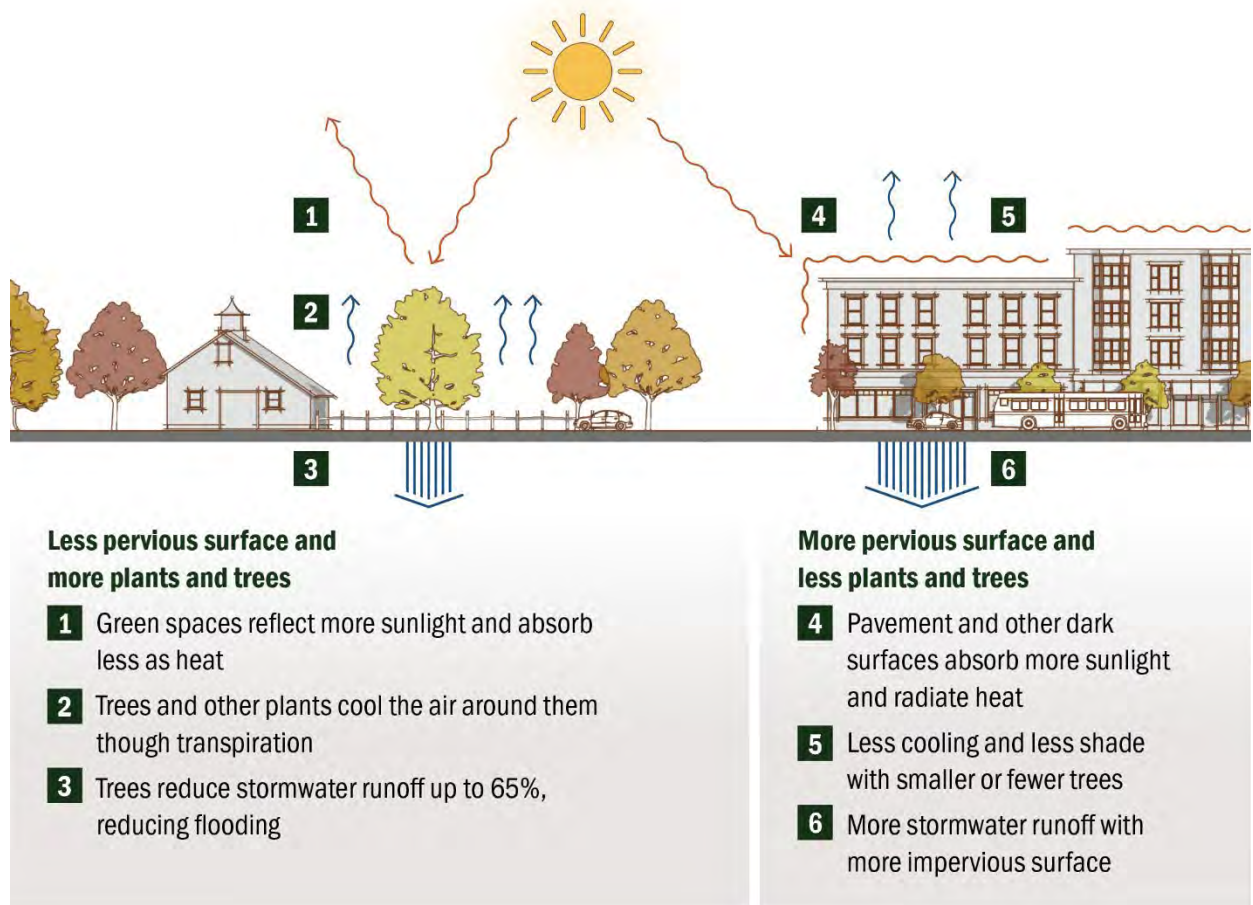 1
2
3
4
5
6
Less pervious surface and
more plants and trees
1 Green spaces reflect more sunlight and absorb
less as heat
2 Trees and other plants cool the air around them
though transpiration
3 Trees reduce stormwater runoff up to 65%,
reducing flooding
More pervious surface and
less plants and trees
4 Pavement and other dark
surfaces absorb more sunlight
and radiate heat
5 Less cooling and less shade
with smaller or fewer trees
6 More stormwater runoff with
more impervious surface